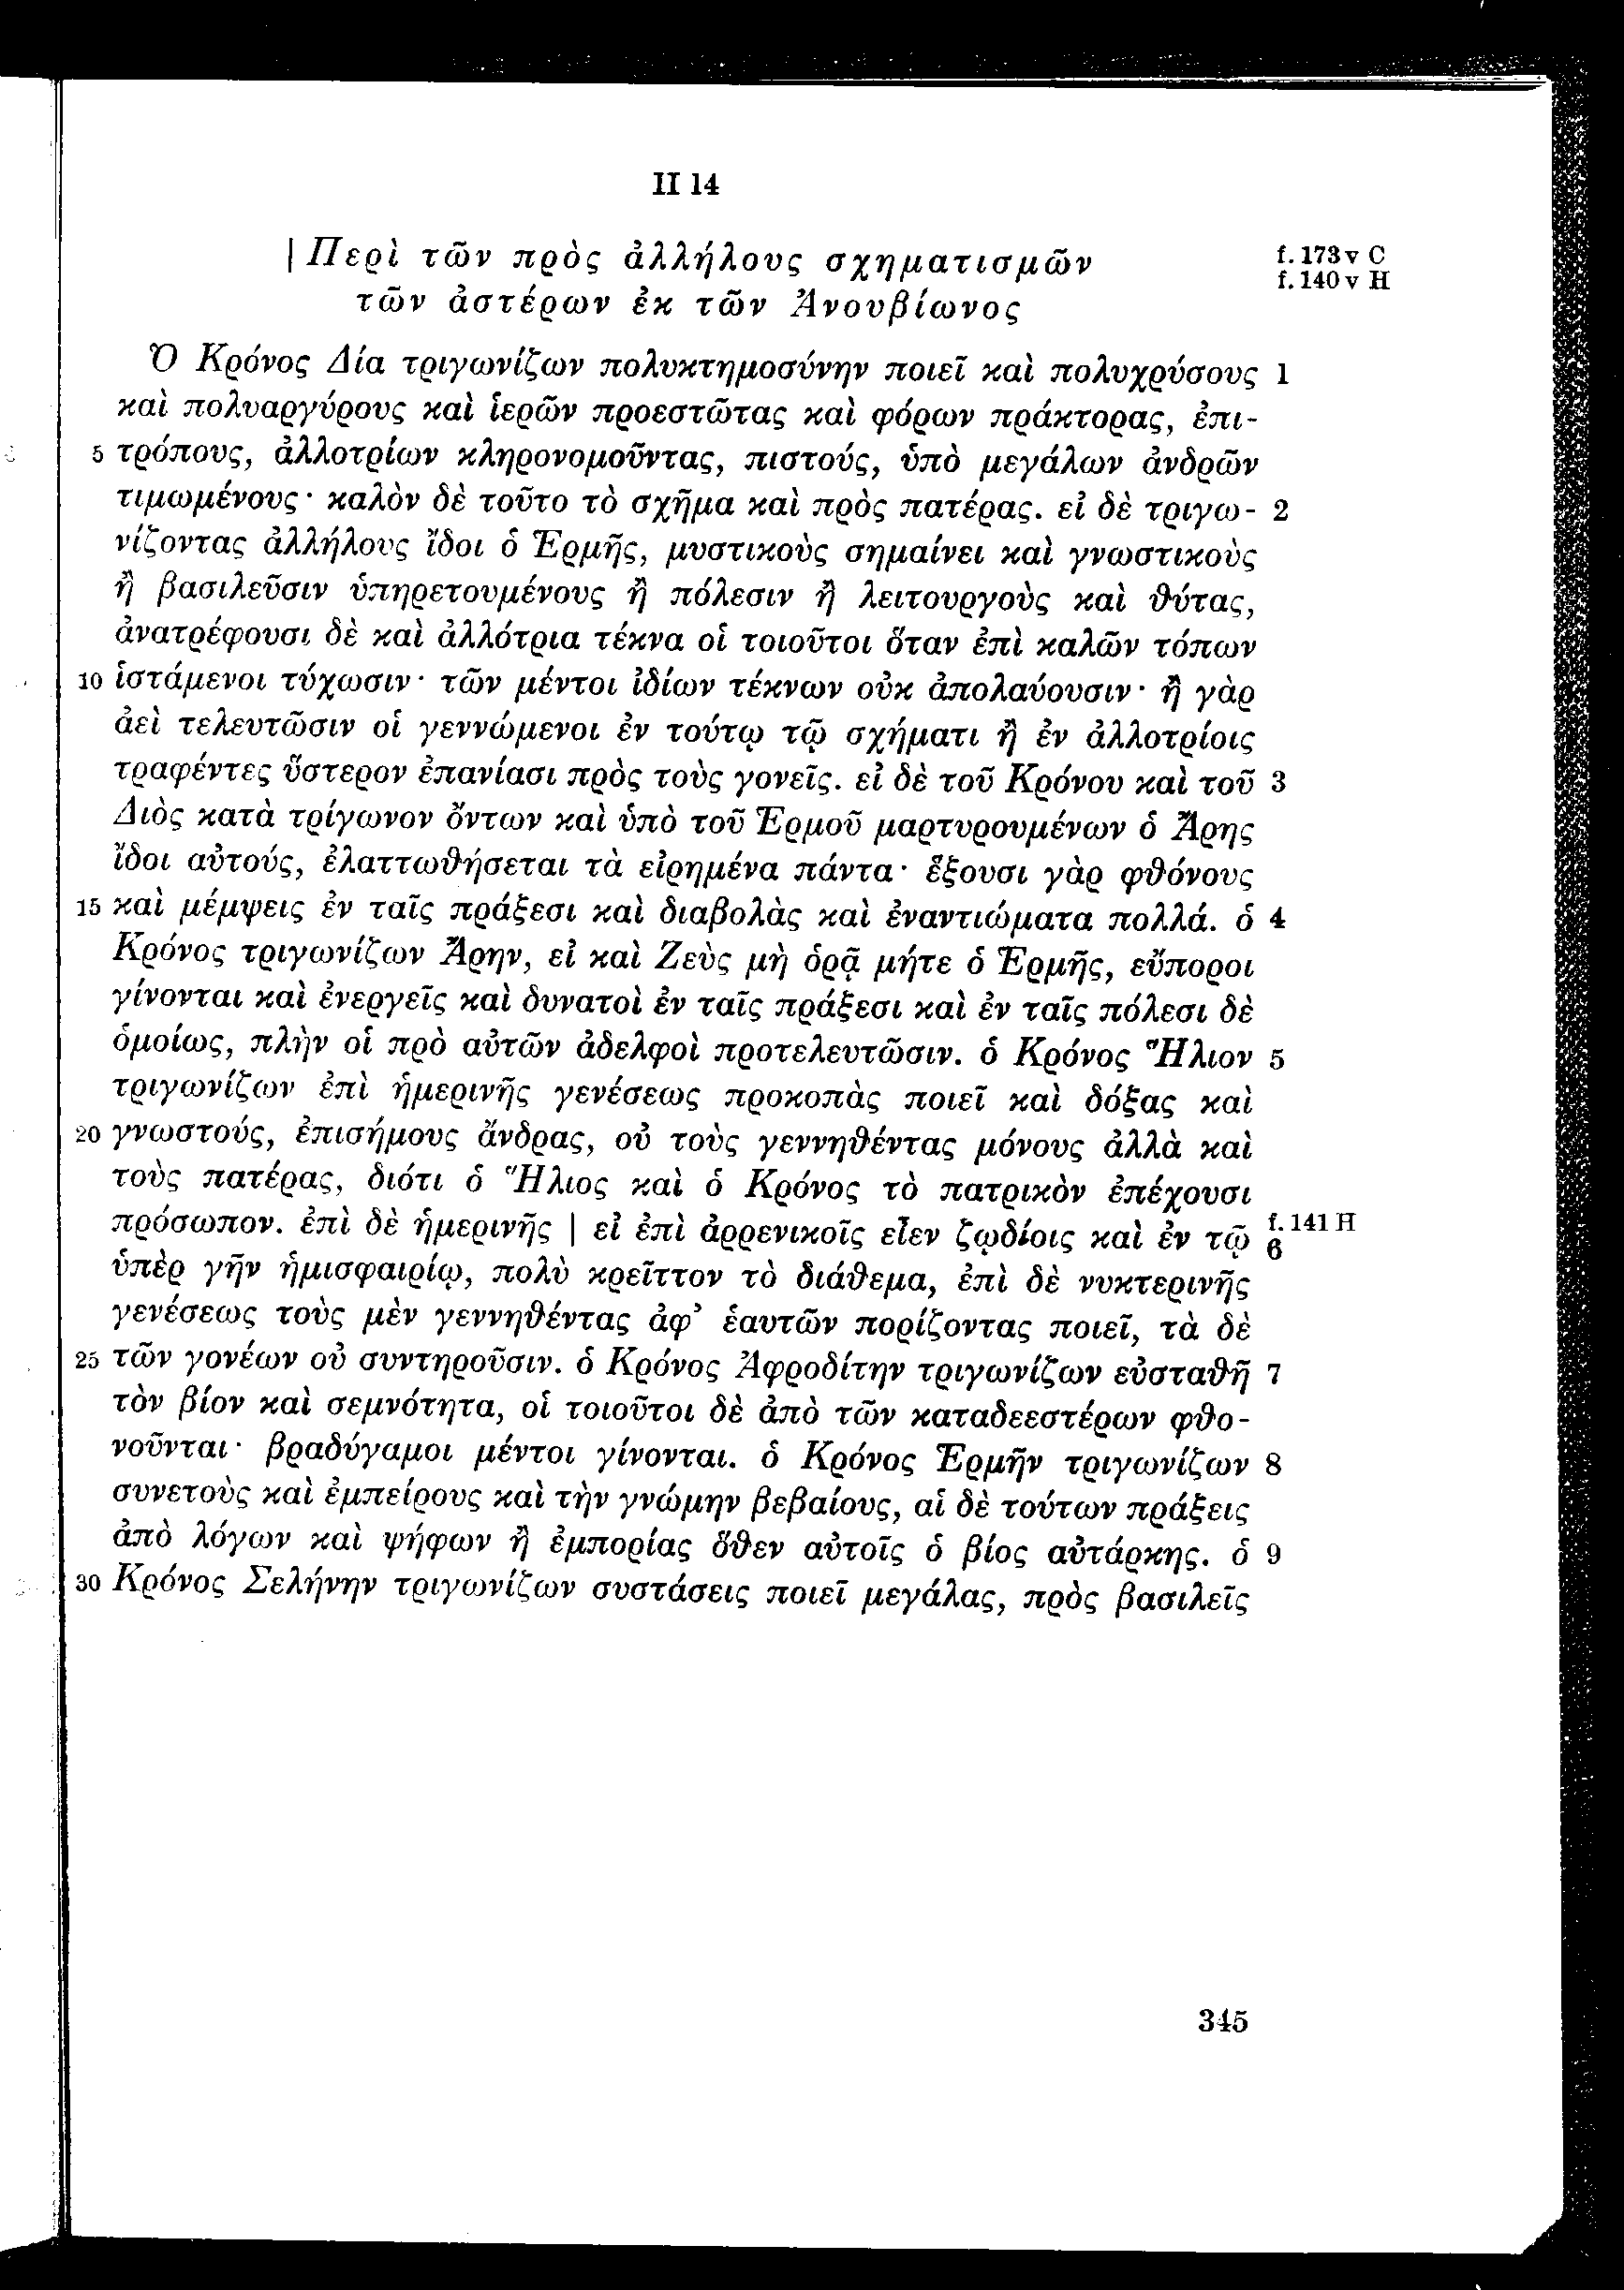 II 14
| Περὶ τῶν πρὸς ἀλλήλους σχηματισμῶν f. 173 v C
f. 140 v H
τῶν ἀστέρων ἐκ τῶν Ἀνουβίωνος
Ὁ Κρόνος Δία τριγωνίζων πολυκτημοσύνην ποιεῖ καὶ πολυχρύσους 1
καὶ πολυαργύρους καὶ ἱερῶν προεστῶτας καὶ φόρων πράκτορας, ἐπι-
5 τρόπους, ἀλλοτρίων κληρονομοῦντας, πιστούς, ὑπὸ μεγάλων ἀνδρῶν
τιμωμένους· καλὸν δὲ τοῦτο τὸ σχῆμα καὶ πρὸς πατέρας. εἰ δὲ τριγω- 2
νίζοντας ἀλλήλους ἴδοι ὁ Ἑρμῆς, μυστικοὺς σημαίνει καὶ γνωστικοὺς
ἢ βασιλεῦσιν ὑπηρετουμένους ἢ πόλεσιν ἢ λειτουργοὺς καὶ θύτας,
ἀνατρέφουσι δὲ καὶ ἀλλότρια τέκνα οἱ τοιοῦτοι ὅταν ἐπὶ καλῶν τόπων
10 ἱστάμενοι τύχωσιν· τῶν μέντοι ἰδίων τέκνων οὐκ ἀπολαύουσιν· ἢ γὰρ
ἀεὶ τελευτῶσιν οἱ γεννώμενοι ἐν τούτῳ τῷ σχήματι ἢ ἐν ἀλλοτρίοις
τραφέντες ὕστερον ἐπανίασι πρὸς τοὺς γονεῖς. εἰ δὲ τοῦ Κρόνου καὶ τοῦ 3
Διὸς κατὰ τρίγωνον ὄντων καὶ ὑπὸ τοῦ Ἑρμοῦ μαρτυρουμένων ὁ Ἄρης
ἴδοι αὐτούς, ἐλαττωθήσεται τὰ εἰρημένα πάντα· ἕξουσι γὰρ φθόνους
15 καὶ μέμψεις ἐν ταῖς πράξεσι καὶ διαβολὰς καὶ ἐναντιώματα πολλά. ὁ 4
Κρόνος τριγωνίζων Ἄρην, εἰ καὶ Ζεὺς μὴ ὁρᾷ μήτε ὁ Ἑρμῆς, εὔποροι
γίνονται καὶ ἐνεργεῖς καὶ δυνατοὶ ἐν ταῖς πράξεσι καὶ ἐν ταῖς πόλεσι δὲ
ὁμοίως, πλὴν οἱ πρὸ αὐτῶν ἀδελφοὶ προτελευτῶσιν. ὁ Κρόνος Ἥλιον 5
τριγωνίζων ἐπὶ ἡμερινῆς γενέσεως προκοπὰς ποιεῖ καὶ δόξας καὶ
20 γνωστούς, ἐπισήμους ἄνδρας, οὐ τοὺς γεννηθέντας μόνους ἀλλὰ καὶ
τοὺς πατέρας, διότι ὁ Ἥλιος καὶ ὁ Κρόνος τὸ πατρικὸν ἐπέχουσι
πρόσωπον. ἐπὶ δὲ ἡμερινῆς | εἰ ἐπὶ ἀρρενικοῖς εἶεν ζῳδίοις καὶ ἐν τῷ f. 141 H
6
ὑπὲρ γῆν ἡμισφαιρίῳ, πολὺ κρεῖττον τὸ διάθεμα, ἐπὶ δὲ νυκτερινῆς
γενέσεως τοὺς μὲν γεννηθέντας ἀφ’ ἑαυτῶν πορίζοντας ποιεῖ, τὰ δὲ
25 τῶν γονέων οὐ συντηροῦσιν. ὁ Κρόνος Ἀφροδίτην τριγωνίζων εὐσταθῆ 7
τὸν βίον καὶ σεμνότητα, οἱ τοιοῦτοι δὲ ἀπὸ τῶν καταδεεστέρων φθο-
νοῦνται· βραδύγαμοι μέντοι γίνονται. ὁ Κρόνος Ἑρμῆν τριγωνίζων 8
συνετοὺς καὶ ἐμπείρους καὶ τὴν γνώμην βεβαίους, αἱ δὲ τούτων πράξεις
ἀπὸ λόγων καὶ ψήφων ἢ ἐμπορίας ὅθεν αὐτοῖς ὁ βίος αὐτάρκης. ὁ 9
30 Κρόνος Σελήνην τριγωνίζων συστάσεις ποιεῖ μεγάλας, πρὸς βασιλεῖς
345